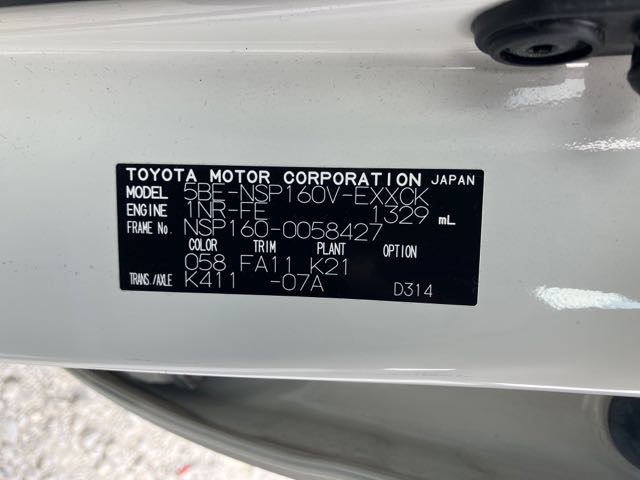 TOYOTA MOTOR CORPORATION JAPAN
MODEL 5BE-NSP160V-EXXCK
ENGINE 1NR-FE 1329 mL
FRAME No. NSP160-0058427
COLOR TRIM PLANT OPTION
058 FA11 K21
TRANS./AXLE K411 -07A D314